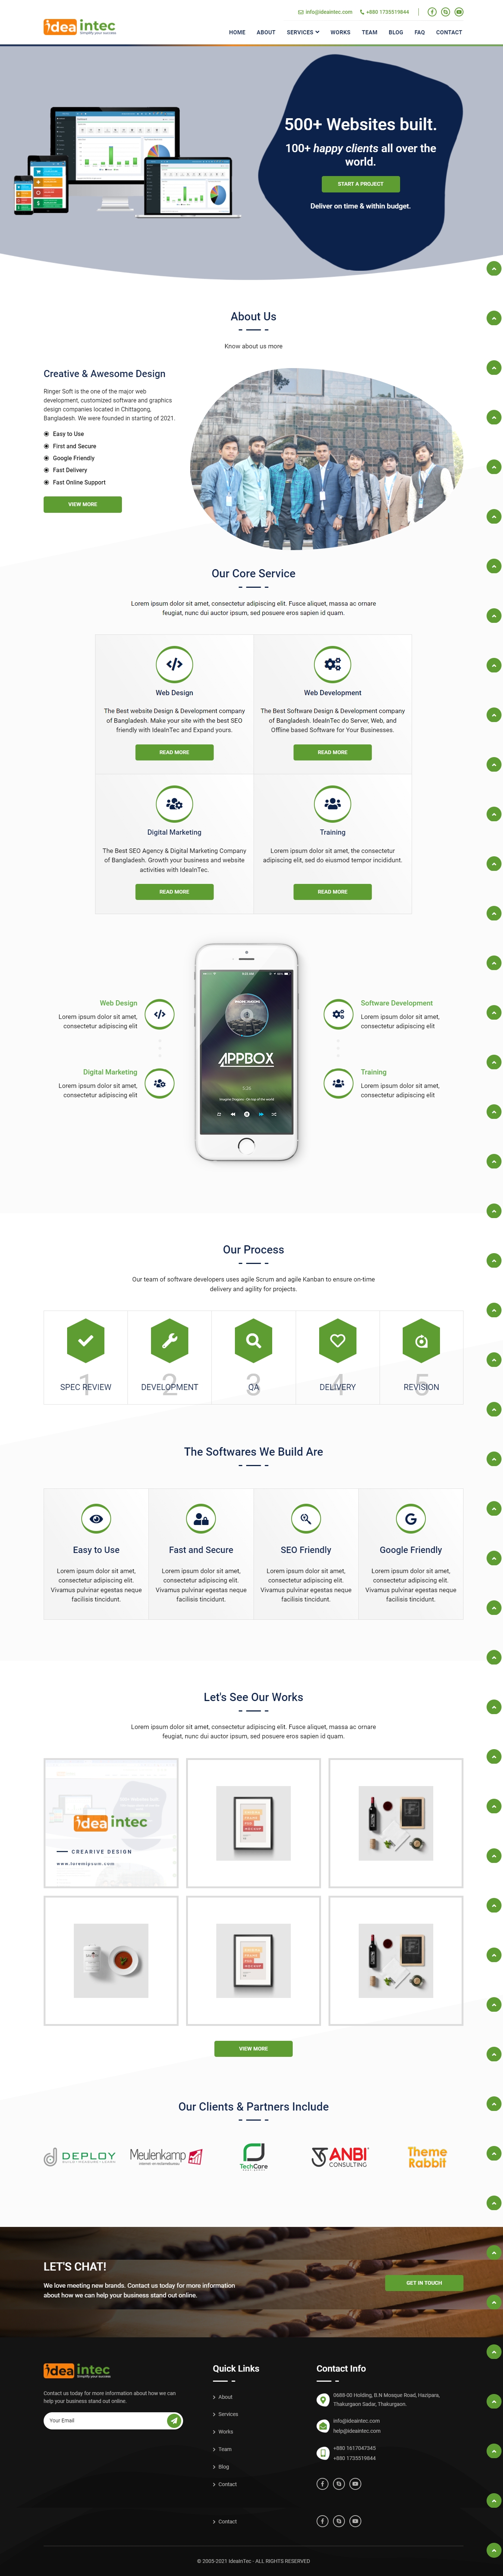 idea intec
Simplify your success
info@ideaintec.com
+880 1735519844
HOME
ABOUT
SERVICES
WORKS
TEAM
BLOG
FAQ
CONTACT
500+ Websites built.
100+ happy clients all over the
world.
START A PROJECT
Deliver on time & within budget.
About Us
Know about us more
Creative & Awesome Design
Ringer Soft is the one of the major web
development, customized software and graphics
design companies located in Chittagong,
Bangladesh. We were founded in starting of 2021.
Easy to Use
First and Secure
Google Friendly
Fast Delivery
Fast Online Support
VIEW MORE
Our Core Service
Lorem ipsum dolor sit amet, consectetur adipiscing elit. Fusce aliquet, massa ac ornare
feugiat, nunc dui auctor ipsum, sed posuere eros sapien id quam.
Web Design
The Best website Design & Development company
of Bangladesh. Make your site with the best SEO
friendly with IdeaInTec and Expand yours.
READ MORE
Web Development
The Best Software Design & Development company
of Bangladesh. IdeaInTec do Server, Web, and
Offline based Software for Your Businesses.
READ MORE
Digital Marketing
The Best SEO Agency & Digital Marketing Company
of Bangladesh. Growth your business and website
activities with IdeaInTec.
READ MORE
Training
Lorem ipsum dolor sit amet, the consectetur
adipiscing elit, sed do eiusmod tempor incididunt.
READ MORE
Web Design
Lorem ipsum dolor sit amet,
consectetur adipiscing elit
Digital Marketing
Lorem ipsum dolor sit amet,
consectetur adipiscing elit
APPBOX
Imagine Dragons - On top of the world
Software Development
Lorem ipsum dolor sit amet,
consectetur adipiscing elit
Training
Lorem ipsum dolor sit amet,
consectetur adipiscing elit
Our Process
Our team of software developers uses agile Scrum and agile Kanban to ensure on-time
delivery and agility for projects.
1
SPEC REVIEW
2
DEVELOPMENT
3
QA
4
DELIVERY
5
REVISION
The Softwares We Build Are
Easy to Use
Lorem ipsum dolor sit amet,
consectetur adipiscing elit.
Vivamus pulvinar egestas neque
facilisis tincidunt.
Fast and Secure
Lorem ipsum dolor sit amet,
consectetur adipiscing elit.
Vivamus pulvinar egestas neque
facilisis tincidunt.
SEO Friendly
Lorem ipsum dolor sit amet,
consectetur adipiscing elit.
Vivamus pulvinar egestas neque
facilisis tincidunt.
Google Friendly
Lorem ipsum dolor sit amet,
consectetur adipiscing elit.
Vivamus pulvinar egestas neque
facilisis tincidunt.
Let's See Our Works
Lorem ipsum dolor sit amet, consectetur adipiscing elit. Fusce aliquet, massa ac ornare
feugiat, nunc dui auctor ipsum, sed posuere eros sapien id quam.
idea intec
CREARIVE DESIGN
www.loremipsum.com
VIEW MORE
Our Clients & Partners Include
DEPLOY
Meulenkamp
TechCare
ANBI
CONSULTING
Theme
Rabbit
LET'S CHAT!
We love meeting new brands. Contact us today for more information
about how we can help your business stand out online.
GET IN TOUCH
idea intec
Simplify your success
Contact us today for more information about how we can
help your business stand out online.
Your Email
Quick Links
About
Services
Works
Team
Blog
Contact
Contact
Contact Info
B688-00 Holding, B.N Mosque Road, Hazipara,
Thakurgaon Sadar, Thakurgaon.
info@ideaintec.com
help@ideaintec.com
+880 1617047345
+880 1735519844
© 2005-2021 IdeaInTec - ALL RIGHTS RESERVED